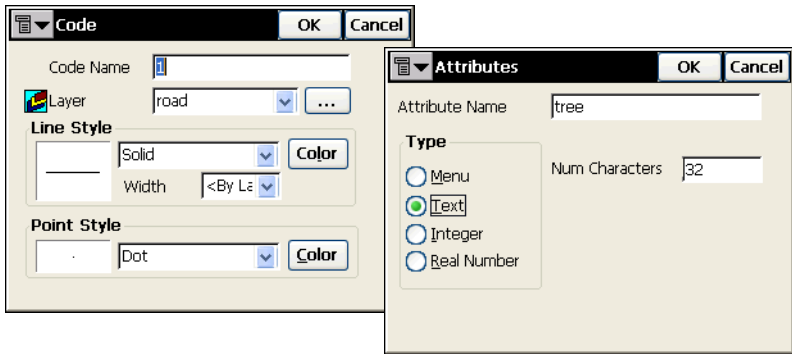 Code OK Cancel
Code Name 1
Layer road ...
Line Style
Solid Color
Width <By La
Point Style
Dot Color
Attributes OK Cancel
Attribute Name tree
Type
Menu
Text
Integer
Real Number
Num Characters 32